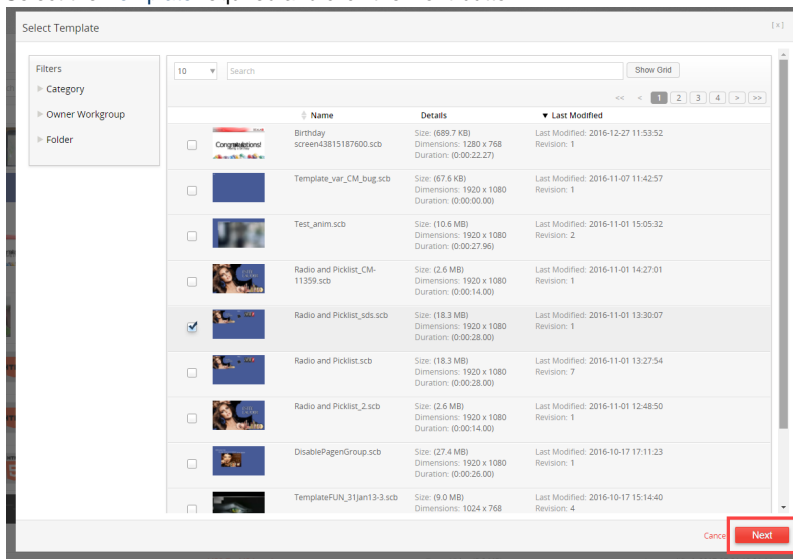 Select Template
[×]
Filters
Category
Owner Workgroup
Folder
10
Search
Show Grid
<< < 1 2 3 4 > >>
Name Details Last Modified
Birthday screen43815187600.scb
Size: (689.7 KB)
Dimensions: 1280 x 768
Duration: (0:00:22.27)
Last Modified: 2016-12-27 11:53:52
Revision: 1
Template_var_CM_bug.scb
Size: (67.6 KB)
Dimensions: 1920 x 1080
Duration: (0:00:00.00)
Last Modified: 2016-11-07 11:42:57
Revision: 1
Test_anim.scb
Size: (10.6 MB)
Dimensions: 1920 x 1080
Duration: (0:00:27.96)
Last Modified: 2016-11-01 15:05:32
Revision: 2
Radio and Picklist_CM-
11359.scb
Size: (2.6 MB)
Dimensions: 1920 x 1080
Duration: (0:00:14.00)
Last Modified: 2016-11-01 14:27:01
Revision: 1
Radio and Picklist_sds.scb
Size: (18.3 MB)
Dimensions: 1920 x 1080
Duration: (0:00:28.00)
Last Modified: 2016-11-01 13:30:07
Revision: 1
Radio and Picklist.scb
Size: (18.3 MB)
Dimensions: 1920 x 1080
Duration: (0:00:28.00)
Last Modified: 2016-11-01 13:27:54
Revision: 7
Radio and Picklist_2.scb
Size: (2.6 MB)
Dimensions: 1920 x 1080
Duration: (0:00:14.00)
Last Modified: 2016-11-01 12:48:50
Revision: 1
DisablePagenGroup.scb
Size: (27.4 MB)
Dimensions: 1920 x 1080
Duration: (0:00:26.00)
Last Modified: 2016-10-17 17:11:23
Revision: 1
TemplateFUN_31Jan13-3.scb
Size: (9.0 MB)
Dimensions: 1024 x 768
Last Modified: 2016-10-17 15:14:40
Revision: 4
Cance
Next